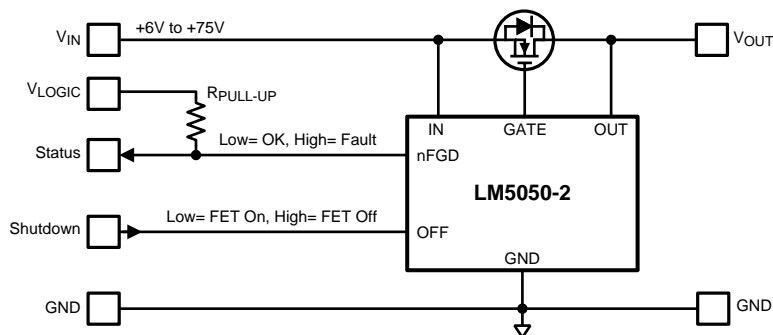 VIN
+6V to +75V
VOUT
VLOGIC
RPULL-UP
IN
GATE
OUT
Status
Low= OK, High= Fault
nFGD
LM5050-2
Shutdown
Low= FET On, High= FET Off
OFF
GND
GND
GND